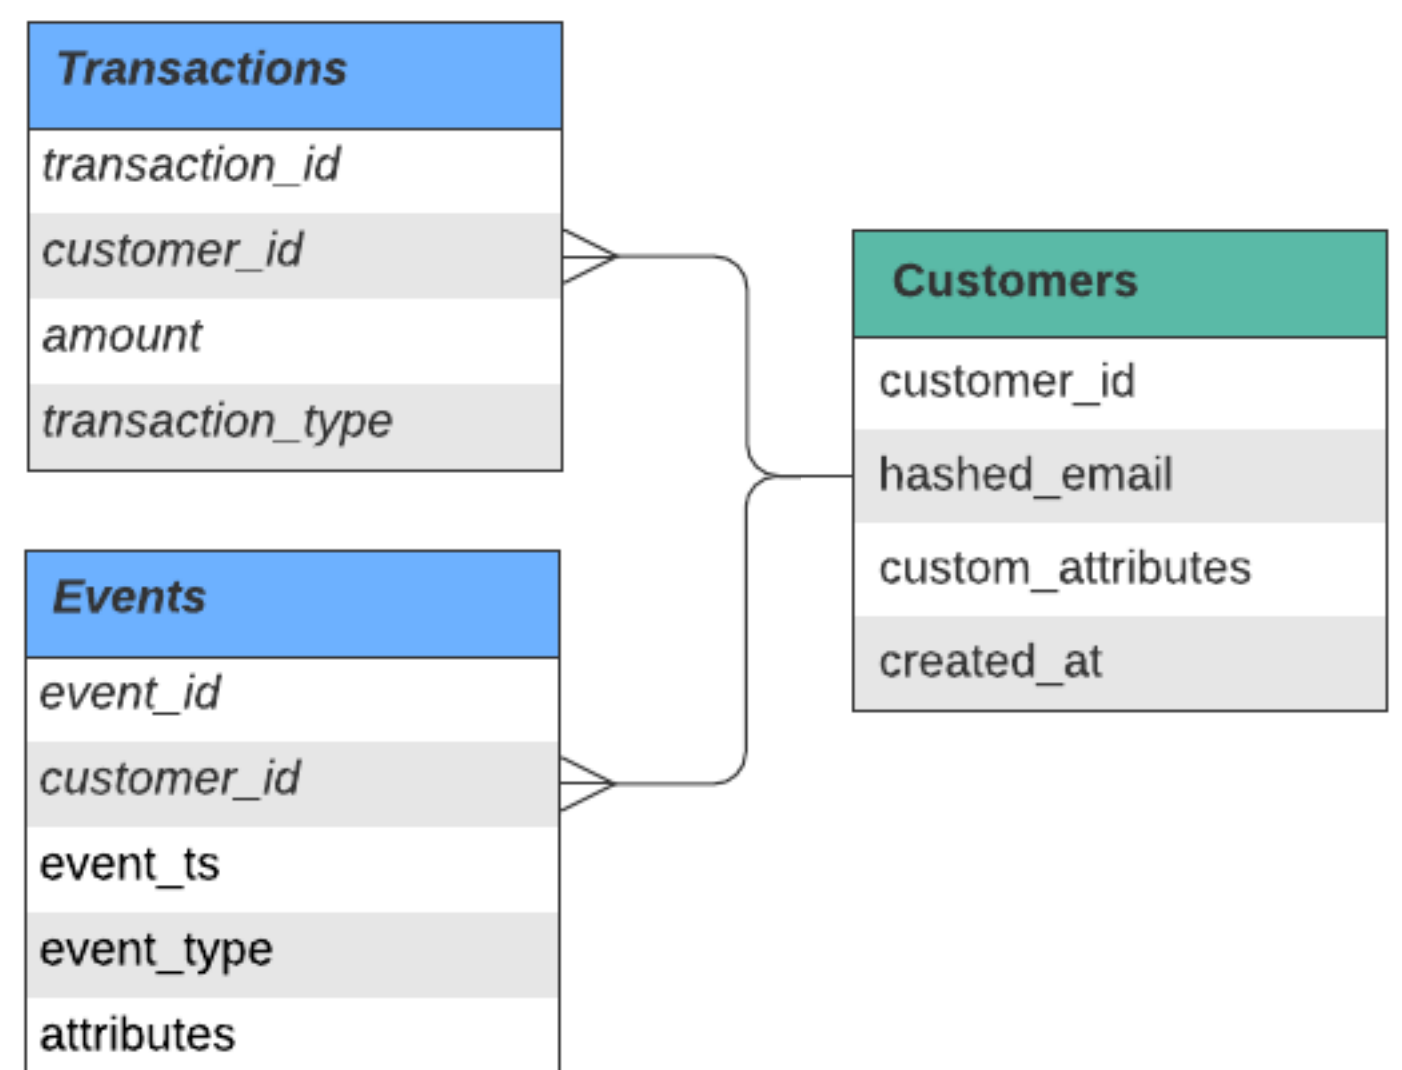 Transactions
transaction_id
customer_id
amount
transaction_type
Customers
customer_id
hashed_email
custom_attributes
created_at
Events
event_id
customer_id
event_ts
event_type
attributes